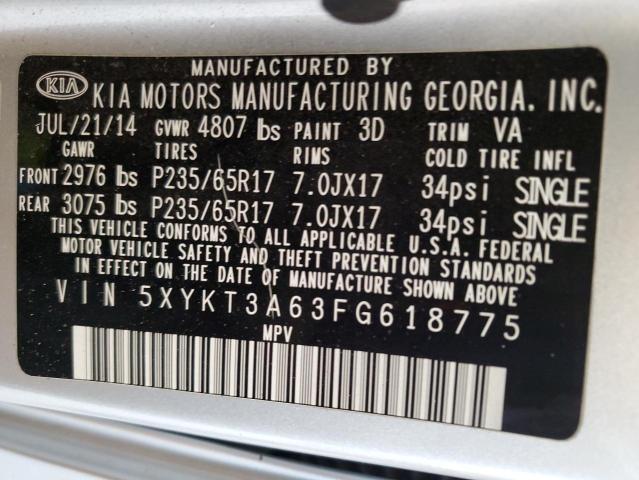 MANUFACTURED BY
KIA KIA MOTORS MANUFACTURING GEORGIA. INC.
JUL/21/14 GVWR 4807 lbs PAINT 3D TRIM VA
GAWR TIRES RIMS COLD TIRE INFL
FRONT 2976 lbs P235/65R17 7.0JX17 34psi SINGLE
REAR 3075 lbs P235/65R17 7.0JX17 34psi SINGLE
THIS VEHICLE CONFORMS TO ALL APPLICABLE U.S.A. FEDERAL
MOTOR VEHICLE SAFETY AND THEFT PREVENTION STANDARDS
IN EFFECT ON THE DATE OF MANUFACTURE SHOWN ABOVE
VIN 5XYKT3A63FG618775
MPV